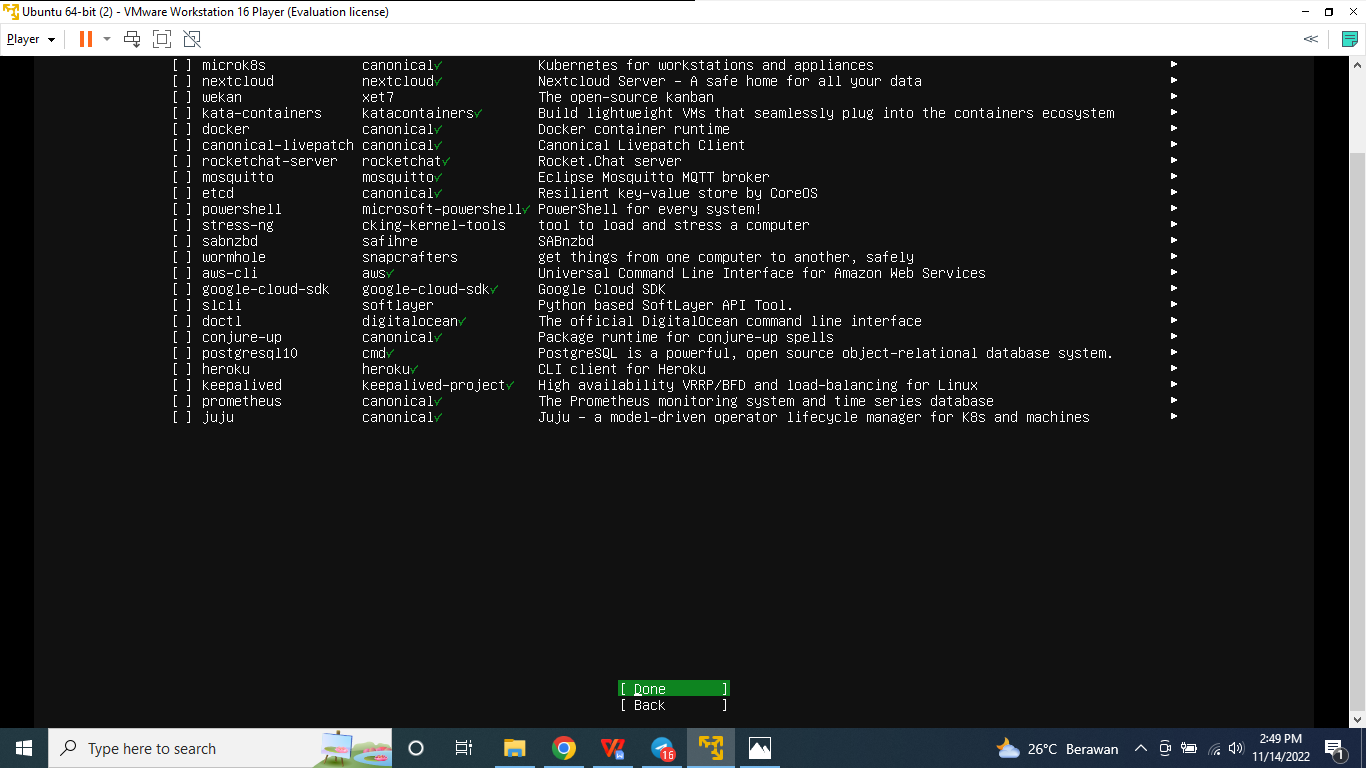 Ubuntu 64-bit (2) - VMware Workstation 16 Player (Evaluation license)
Player
[ ] microk8s canonical✓ Kubernetes for workstations and appliances
[ ] nextcloud nextcloud✓ Nextcloud Server - A safe home for all your data
[ ] wekan xet7 The open-source kanban
[ ] kata-containers katacontainers✓ Build lightweight VMs that seamlessly plug into the containers ecosystem
[ ] docker canonical✓ Docker container runtime
[ ] canonical-livepatch canonical✓ Canonical Livepatch Client
[ ] rocketchat-server rocketchat✓ Rocket.Chat server
[ ] mosquitto mosquitto✓ Eclipse Mosquitto MQTT broker
[ ] etcd canonical✓ Resilient key-value store by CoreOS
[ ] powershell microsoft-powershell✓ PowerShell for every system!
[ ] stress-ng cking-kernel-tools tool to load and stress a computer
[ ] sabnzbd safihre SABnzbd
[ ] wormhole snapcrafters get things from one computer to another, safely
[ ] aws-cli aws✓ Universal Command Line Interface for Amazon Web Services
[ ] google-cloud-sdk google-cloud-sdk✓ Google Cloud SDK
[ ] slcli softlayer Python based SoftLayer API Tool.
[ ] doctl digitalocean✓ The official DigitalOcean command line interface
[ ] conjure-up canonical✓ Package runtime for conjure-up spells
[ ] postgresql10 cmd✓ PostgreSQL is a powerful, open source object-relational database system.
[ ] heroku heroku✓ CLI client for Heroku
[ ] keepalived keepalived-project✓ High availability VRRP/BFD and load-balancing for Linux
[ ] prometheus canonical✓ The Prometheus monitoring system and time series database
[ ] juju canonical✓ Juju - a model-driven operator lifecycle manager for K8s and machines
[ Done ]
[ Back ]
Type here to search
16
26°C Berawan
2:49 PM
11/14/2022
1